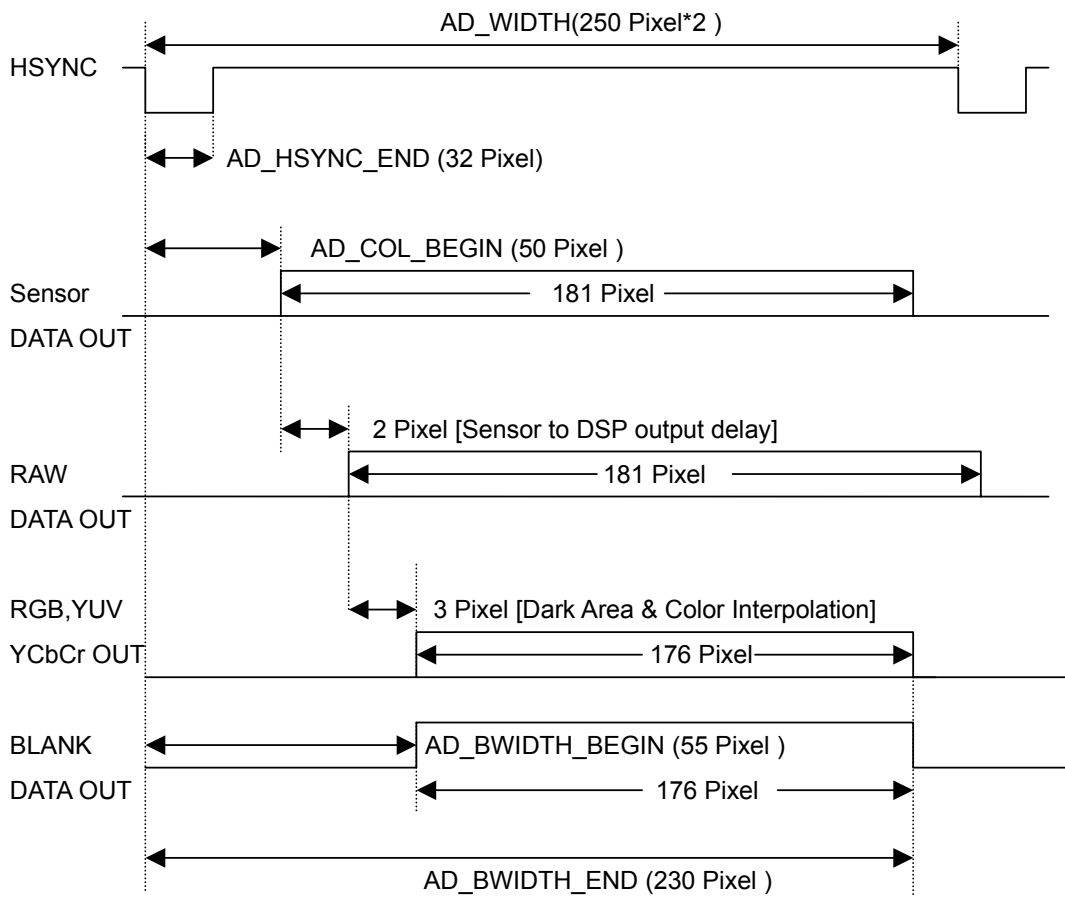 AD_WIDTH(250 Pixel*2 )
HSYNC
AD_HSYNC_END (32 Pixel)
AD_COL_BEGIN (50 Pixel )
Sensor
181 Pixel
DATA OUT
2 Pixel [Sensor to DSP output delay]
RAW
181 Pixel
DATA OUT
RGB,YUV
3 Pixel [Dark Area & Color Interpolation]
YCbCr OUT
176 Pixel
BLANK
AD_BWIDTH_BEGIN (55 Pixel )
DATA OUT
176 Pixel
AD_BWIDTH_END (230 Pixel )